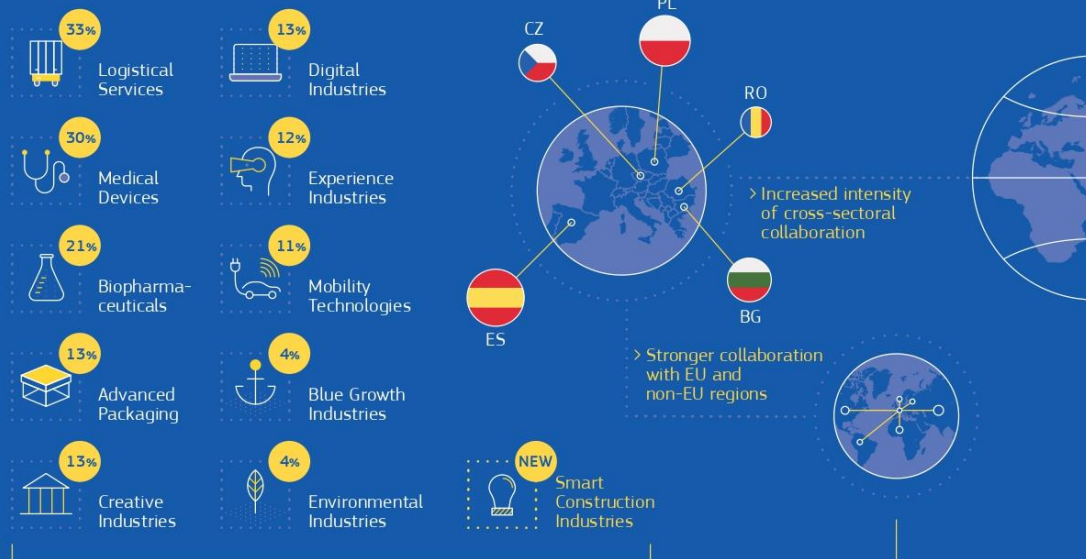 33%
Logistical
Services
13%
Digital
Industries
30%
Medical
Devices
12%
Experience
Industries
21%
Biopharma-
ceuticals
11%
Mobility
Technologies
13%
Advanced
Packaging
4%
Blue Growth
Industries
13%
Creative
Industries
4%
Environmental
Industries
NEW
Smart
Construction
Industries
CZ
PL
RO
ES
BG
> Increased intensity
of cross-sectoral
collaboration
> Stronger collaboration
with EU and
non-EU regions